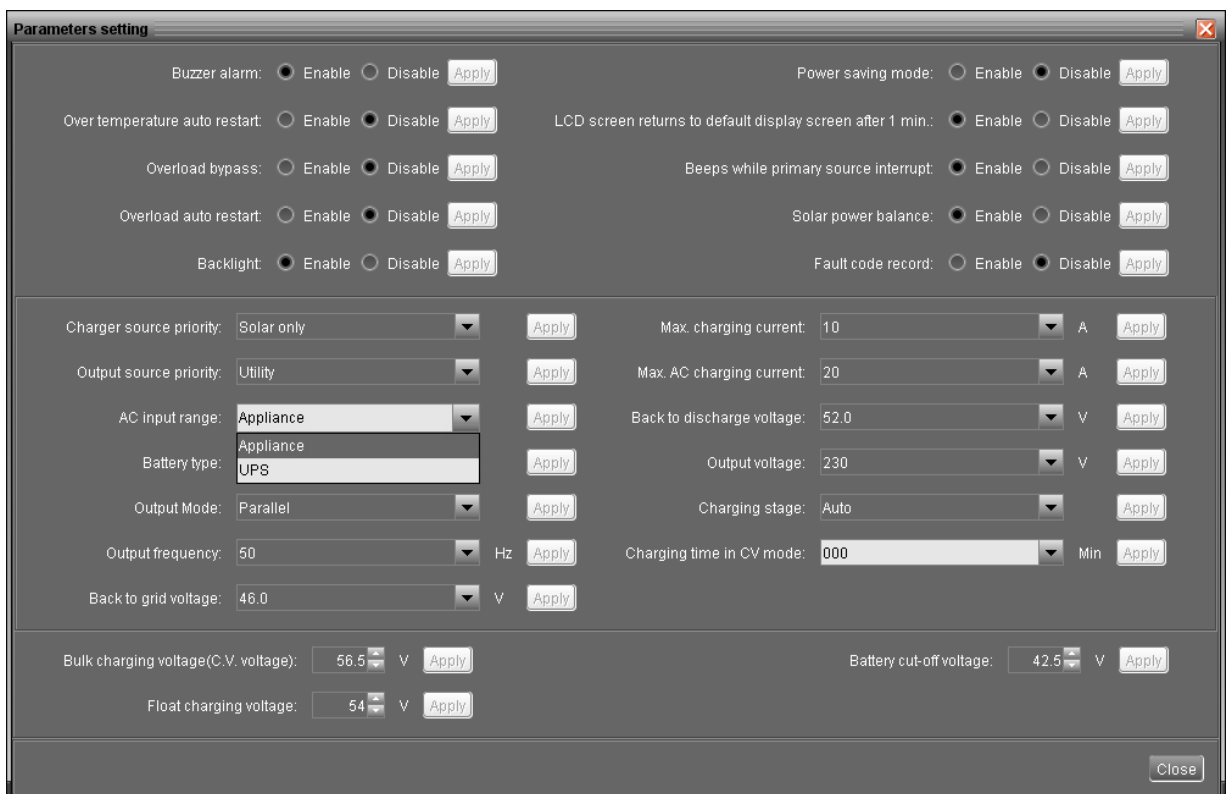 Parameters setting
Buzzer alarm: Enable Disable Apply Power saving mode: Enable Disable Apply
Over temperature auto restart: Enable Disable Apply LCD screen returns to default display screen after 1 min.: Enable Disable Apply
Overload bypass: Enable Disable Apply Beeps while primary source interrupt: Enable Disable Apply
Overload auto restart: Enable Disable Apply Solar power balance: Enable Disable Apply
Backlight: Enable Disable Apply Fault code record: Enable Disable Apply
Charger source priority: Solar only Apply Max. charging current: 10 A Apply
Output source priority: Utility Apply Max. AC charging current: 20 A Apply
AC input range: Appliance Apply Back to discharge voltage: 52.0 V Apply
Appliance
Battery type: UPS Apply Output voltage: 230 V Apply
Output Mode: Parallel Apply Charging stage: Auto Apply
Output frequency: 50 Hz Apply Charging time in CV mode: 000 Min Apply
Back to grid voltage: 46.0 V Apply
Bulk charging voltage(C.V. voltage): 56.5 V Apply Battery cut-off voltage: 42.5 V Apply
Float charging voltage: 54 V Apply
Close